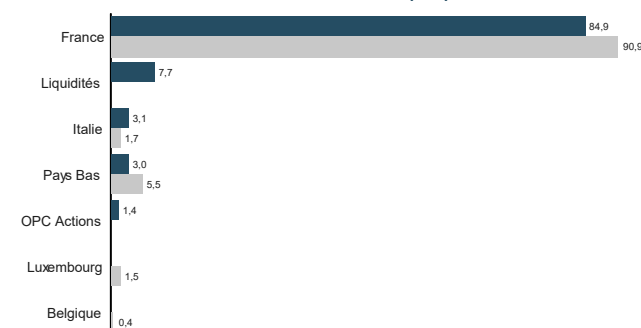 France 84,9
90,9
Liquidités 7,7
Italie 3,1
1,7
Pays Bas 3,0
5,5
OPC Actions 1,4
Luxembourg 1,5
Belgique 0,4